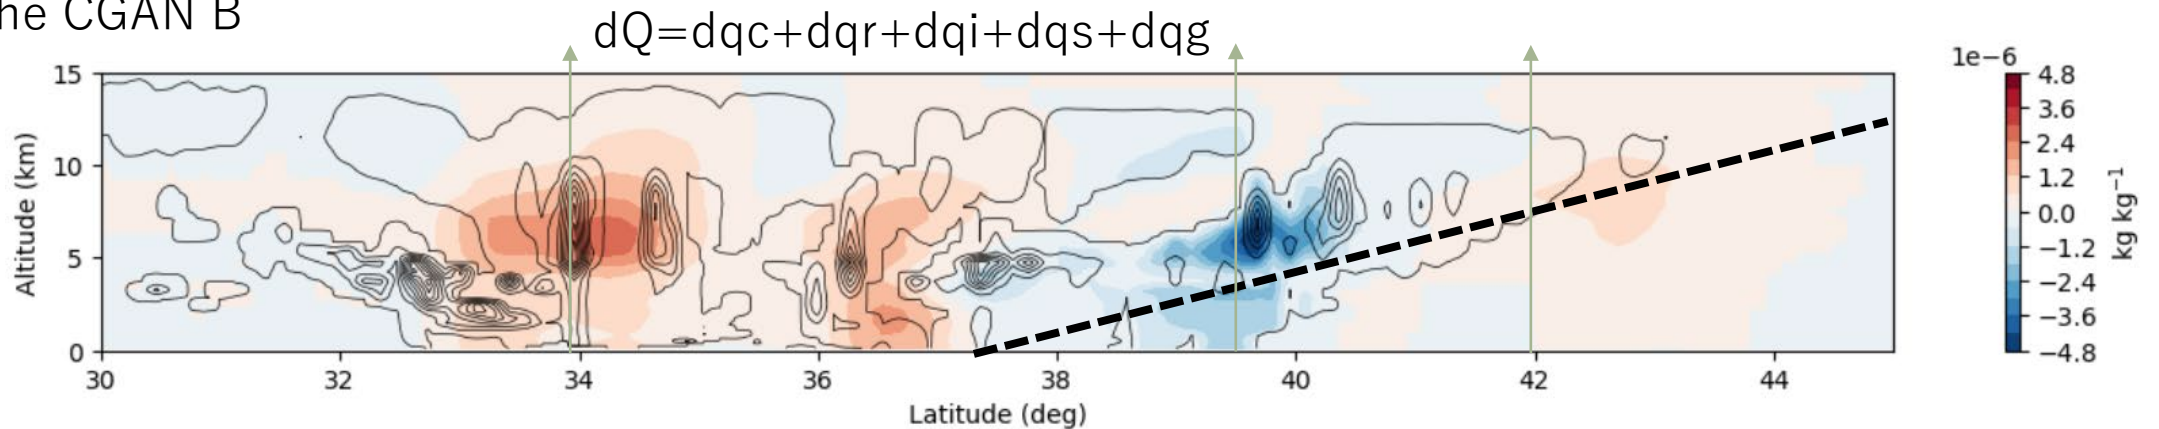 he CGAN B
dQ=dqc+dqr+dqi+dqs+dqg
1e−6
15
10
5
0
Altitude (km)
30 32 34 36 38 40 42 44
Latitude (deg)
4.8
3.6
2.4
1.2
0.0
−1.2
−2.4
−3.6
−4.8
kg kg−1